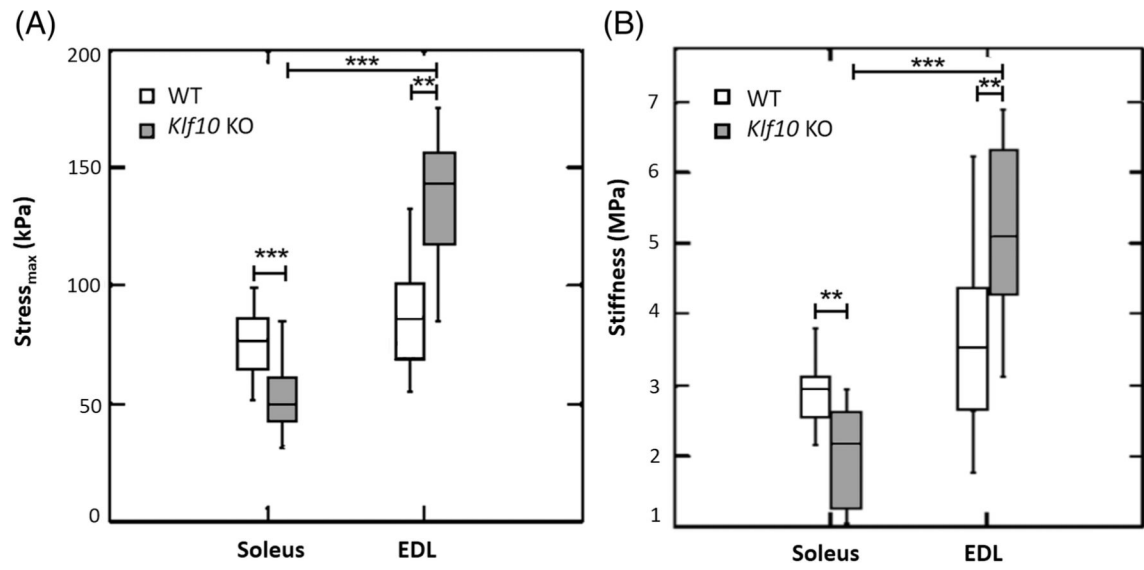 (A)
Stress_max (kPa)
200
150
100
50
0
WT
Klf10 KO
***
***
**
Soleus
EDL
(B)
Stiffness (MPa)
7
6
5
4
3
2
1
WT
Klf10 KO
**
***
**
Soleus
EDL